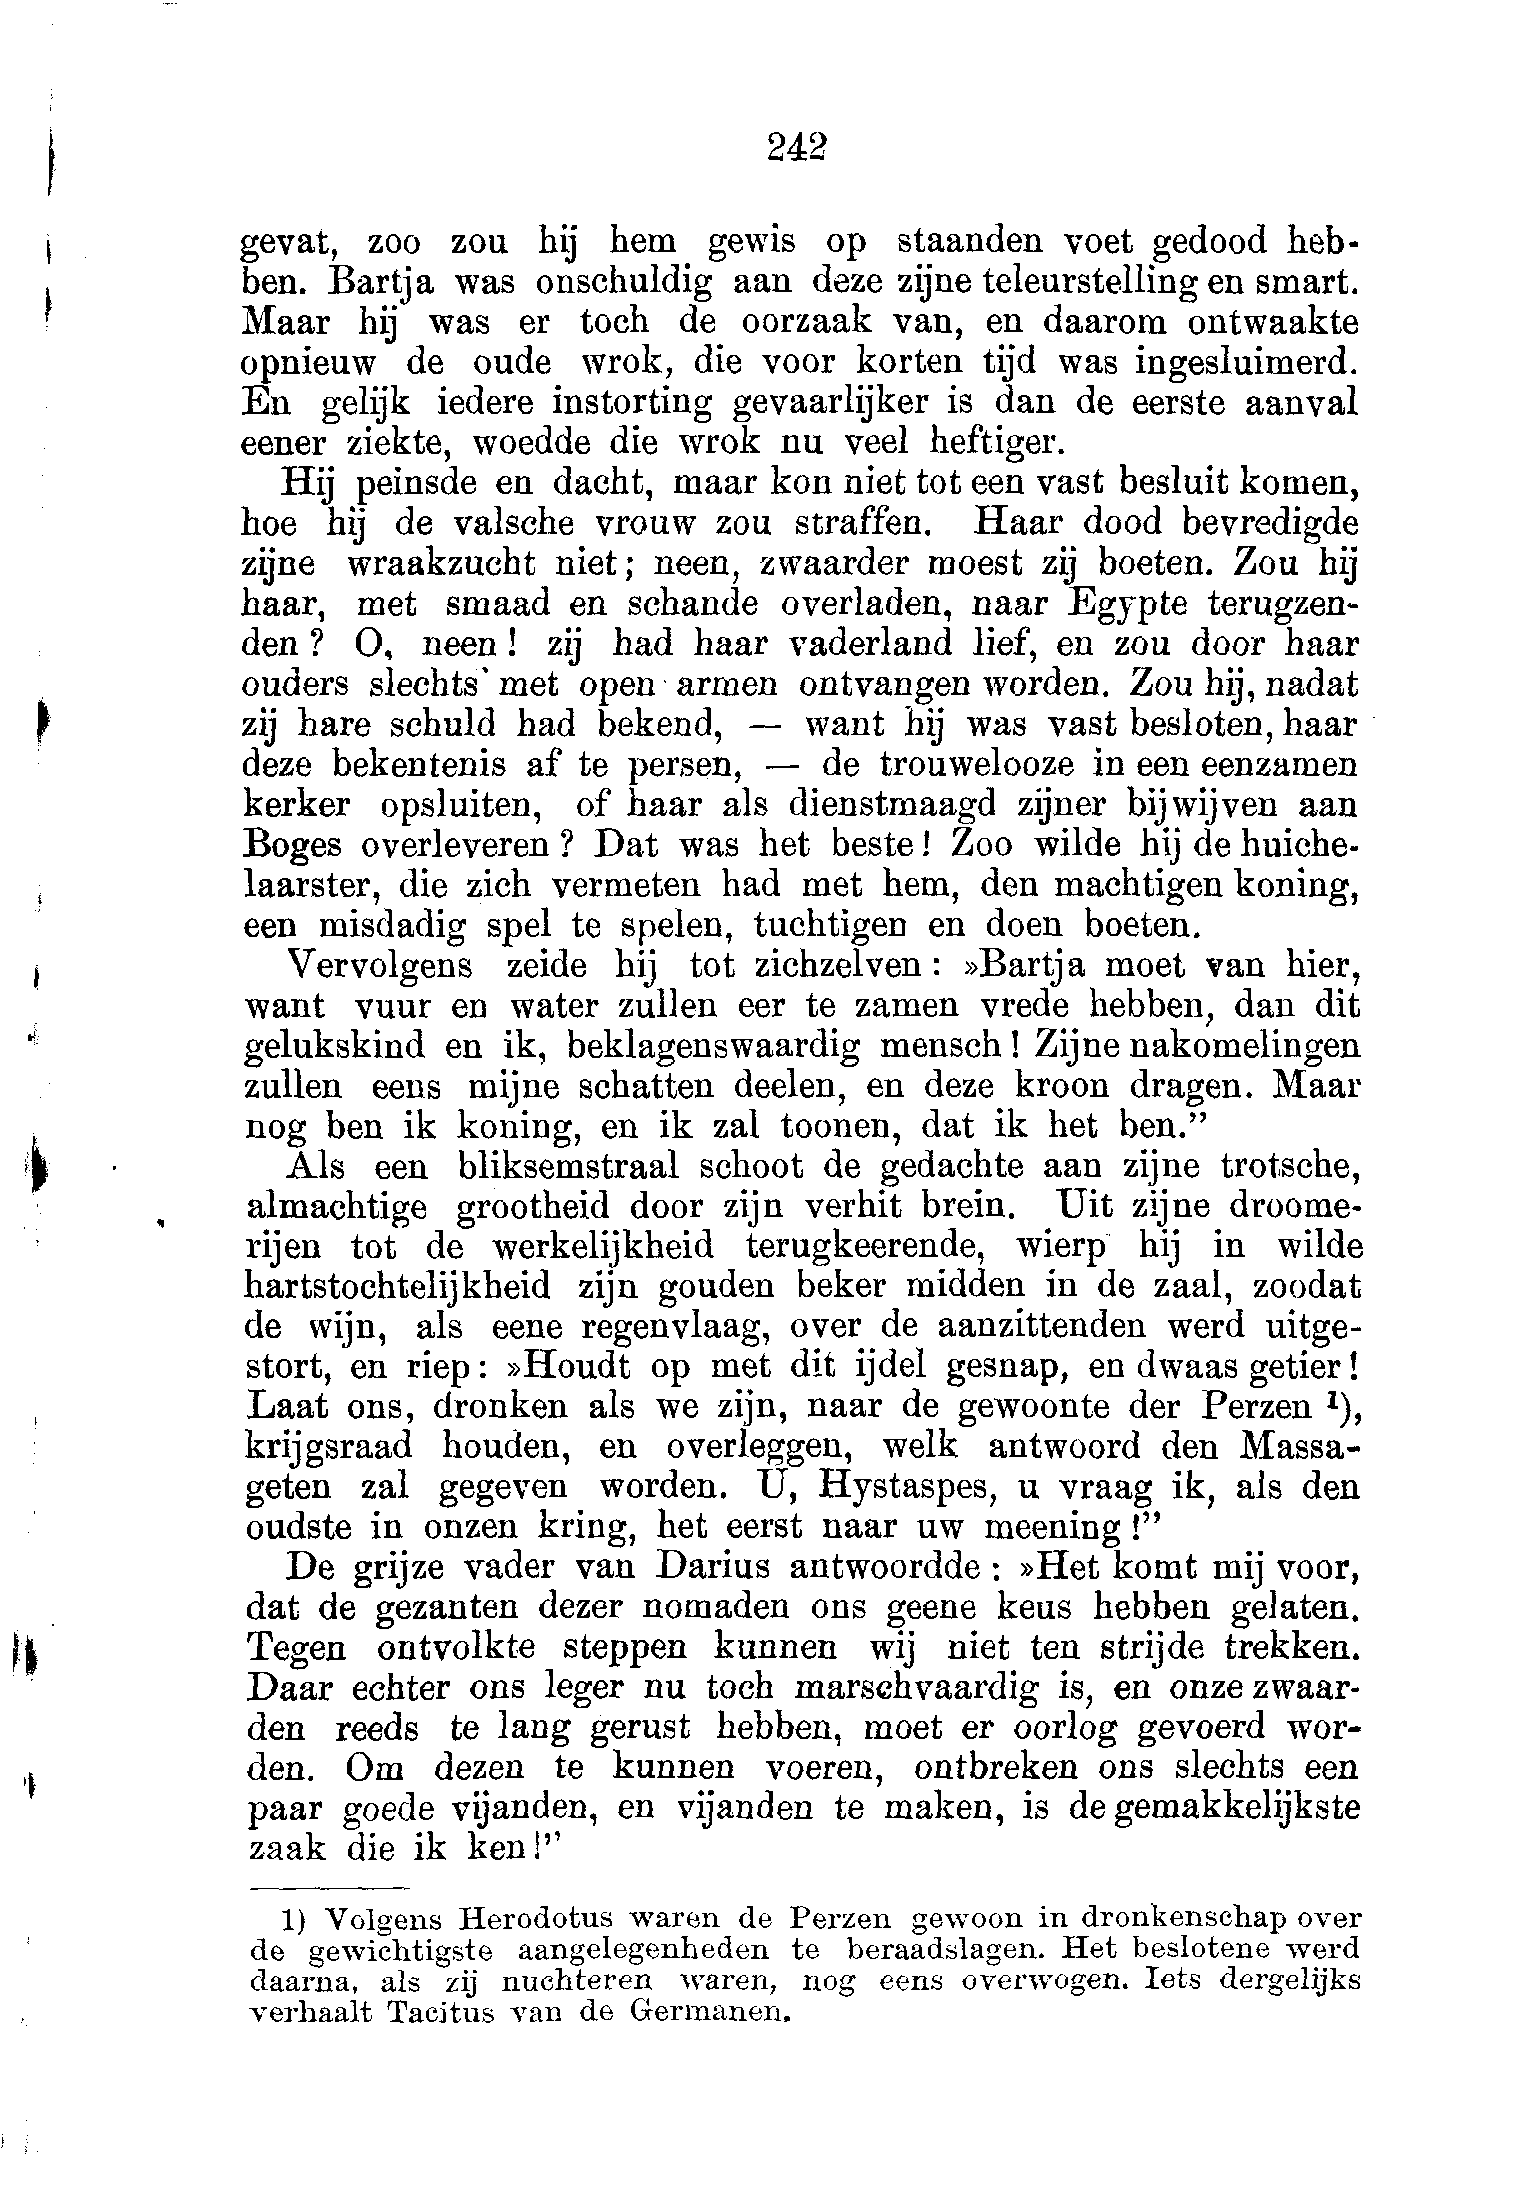 242
gevat, zoo zou hij hem gewis op staanden voet gedood heb-
ben. Bartja was onschuldig aan deze zijne teleurstelling en smart.
Maar hij was er toch de oorzaak van, en daarom ontwaakte
opnieuw de oude wrok, die voor korten tijd was ingesluimerd.
En gelijk iedere instorting gevaarlijker is dan de eerste aanval
eener ziekte, woedde die wrok nu veel heftiger.
Hij peinsde en dacht, maar kon niet tot een vast besluit komen,
hoe hij de valsche vrouw zou straffen. Haar dood bevredigde
zijne wraakzucht niet; neen, zwaarder moest zij boeten. Zou hij
haar, met smaad en schande overladen, naar Egypte terugzen-
den? O, neen! zij had haar vaderland lief, en zou door haar
ouders slechts met open armen ontvangen worden. Zou hij, nadat
zij hare schuld had bekend, — want hij was vast besloten, haar
deze bekentenis af te persen, — de trouwelooze in een eenzamen
kerker opsluiten, of haar als dienstmaagd zijner bijwijven aan
Boges overleveren? Dat was het beste! Zoo wilde hij de huiche-
laarster, die zich vermeten had met hem, den machtigen koning,
een misdadig spel te spelen, tuchtigen en doen boeten.
Vervolgens zeide hij tot zichzelven: »Bartja moet van hier,
want vuur en water zullen eer te zamen vrede hebben, dan dit
gelukskind en ik, beklagenswaardig mensch! Zijne nakomelingen
zullen eens mijne schatten deelen, en deze kroon dragen. Maar
nog ben ik koning, en ik zal toonen, dat ik het ben.”
Als een bliksemstraal schoot de gedachte aan zijne trotsche,
almachtige grootheid door zijn verhit brein. Uit zijne droome-
rijen tot de werkelijkheid terugkeerende, wierp hij in wilde
hartstochtelijkheid zijn gouden beker midden in de zaal, zoodat
de wijn, als eene regenvlaag, over de aanzittenden werd uitge-
stort, en riep: »Houdt op met dit ijdel gesnap, en dwaas getier!
Laat ons, dronken als we zijn, naar de gewoonte der Perzen ¹),
krijgsraad houden, en overleggen, welk antwoord den Massa-
geten zal gegeven worden. U, Hystaspes, u vraag ik, als den
oudste in onzen kring, het eerst naar uw meening!”
De grijze vader van Darius antwoordde: »Het komt mij voor,
dat de gezanten dezer nomaden ons geene keus hebben gelaten.
Tegen ontvolkte steppen kunnen wij niet ten strijde trekken.
Daar echter ons leger nu toch marschvaardig is, en onze zwaar-
den reeds te lang gerust hebben, moet er oorlog gevoerd wor-
den. Om dezen te kunnen voeren, ontbreken ons slechts een
paar goede vijanden, en vijanden te maken, is de gemakkelijkste
zaak die ik ken!”
1) Volgens Herodotus waren de Perzen gewoon in dronkenschap over
de gewichtigste aangelegenheden te beraadslagen. Het beslotene werd
daarna, als zij nuchteren waren, nog eens overwogen. Iets dergelijks
verhaalt Tacitus van de Germanen.